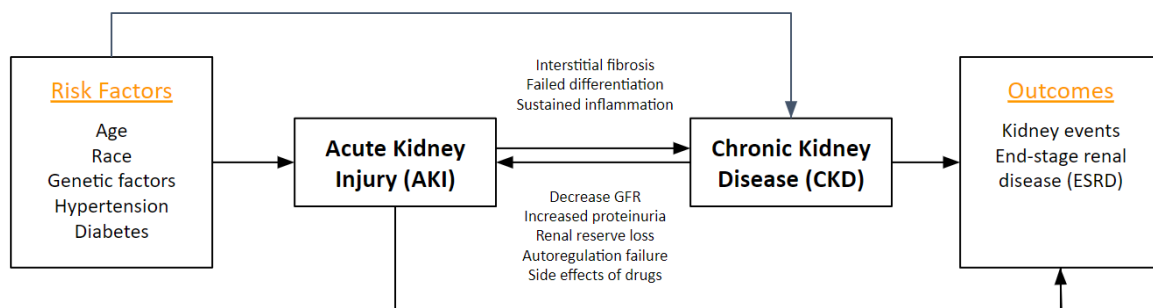 Risk Factors
Age
Race
Genetic factors
Hypertension
Diabetes
Acute Kidney
Injury (AKI)
Interstitial fibrosis
Failed differentiation
Sustained inflammation
Decrease GFR
Increased proteinuria
Renal reserve loss
Autoregulation failure
Side effects of drugs
Chronic Kidney
Disease (CKD)
Outcomes
Kidney events
End-stage renal
disease (ESRD)